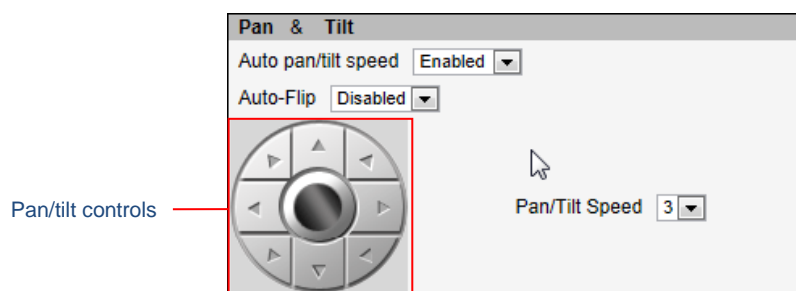 Pan & Tilt
Auto pan/tilt speed Enabled
Auto-Flip Disabled
Pan/tilt controls
Pan/Tilt Speed 3